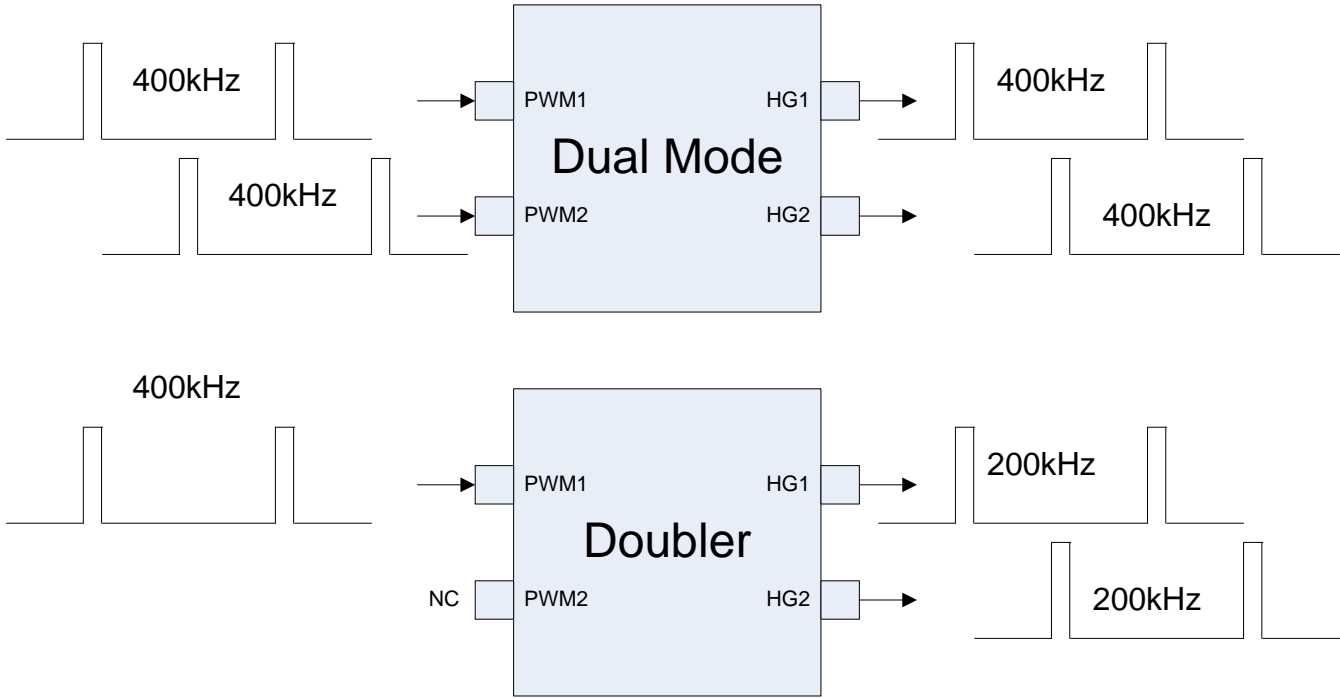 400kHz
PWM1
HG1
400kHz
Dual Mode
400kHz
PWM2
HG2
400kHz
400kHz
PWM1
HG1
200kHz
Doubler
NC
PWM2
HG2
200kHz